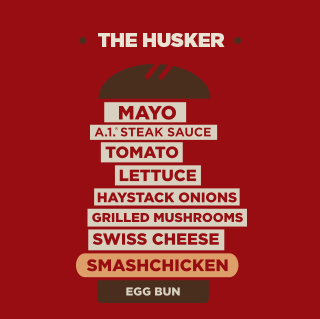 THE HUSKER
MAYO
A.1.® STEAK SAUCE
TOMATO
LETTUCE
HAYSTACK ONIONS
GRILLED MUSHROOMS
SWISS CHEESE
SMASHCHICKEN
EGG BUN